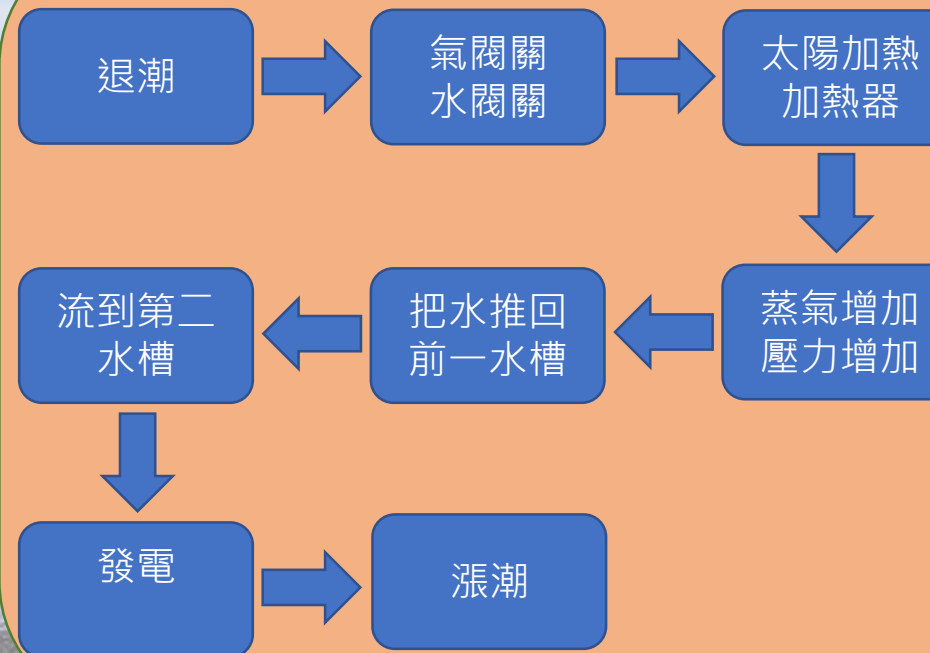 退潮
氣閥關
水閥關
太陽加熱
加熱器
蒸氣增加
壓力增加
把水推回
前一水槽
流到第二
水槽
發電
漲潮